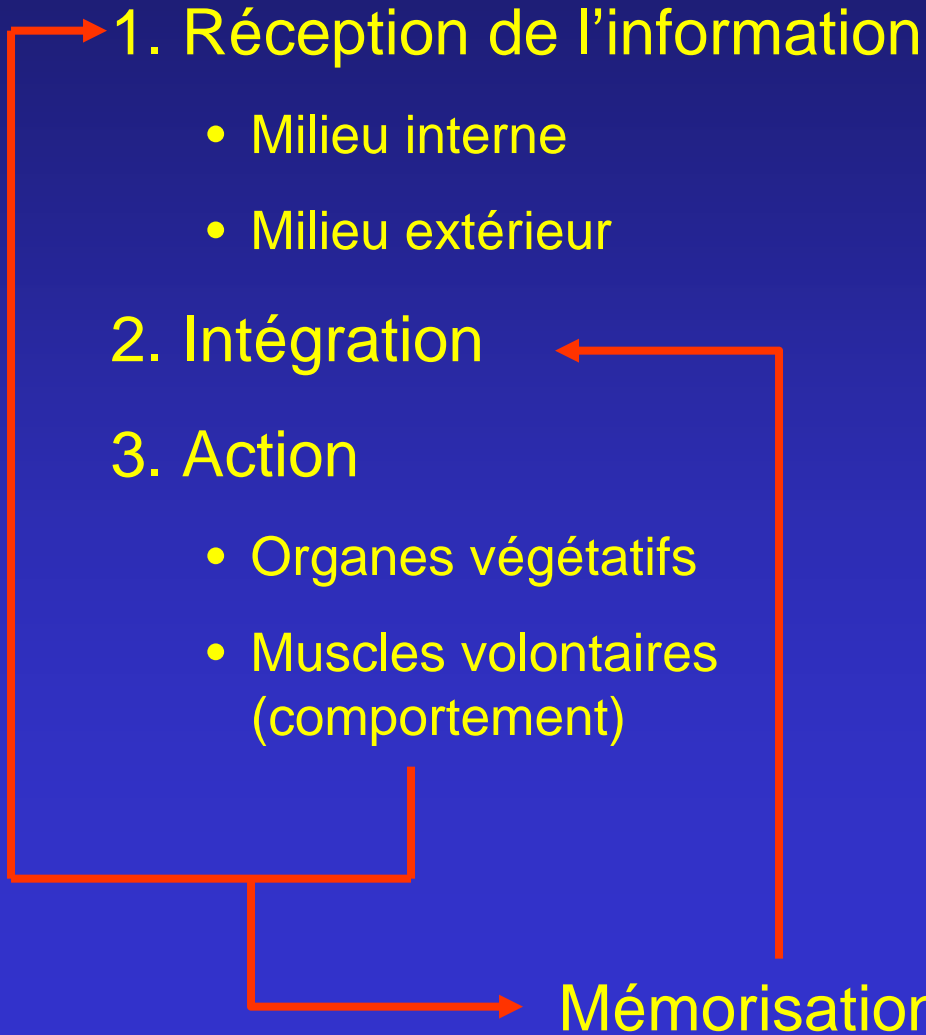 1. Réception de l’information
• Milieu interne
• Milieu extérieur
2. Intégration
3. Action
• Organes végétatifs
• Muscles volontaires
(comportement)
Mémorisation